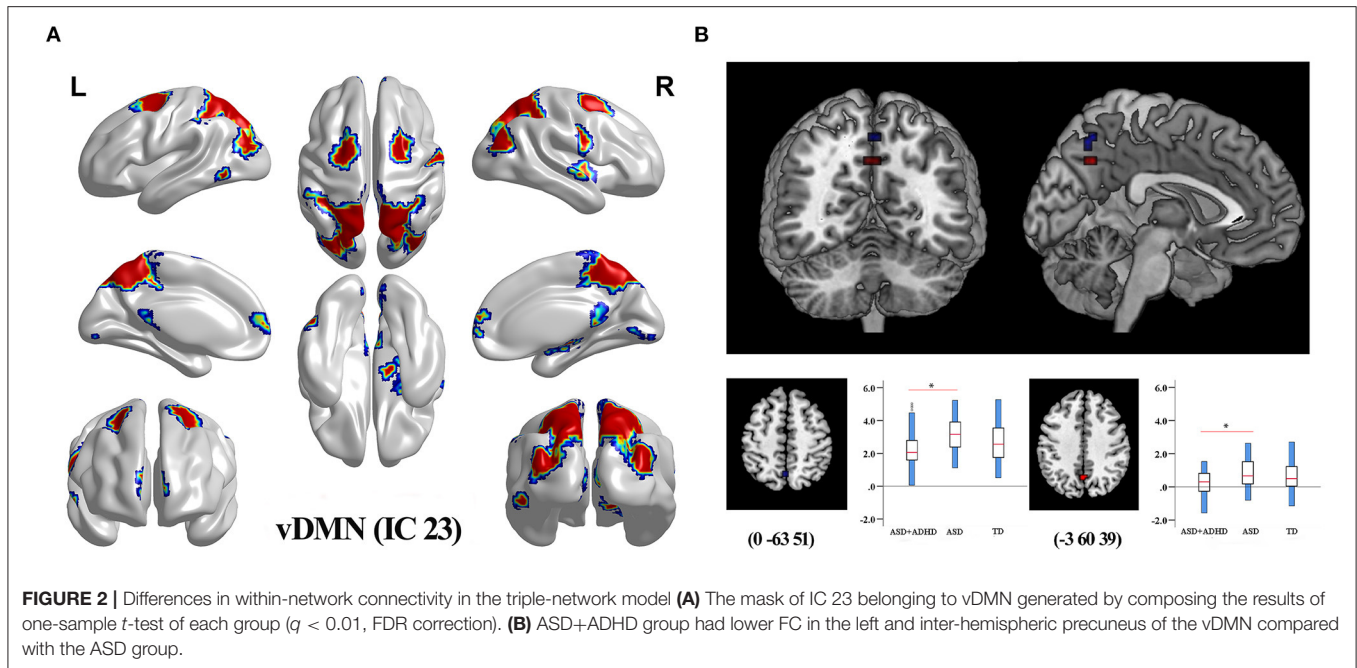 A
B
L
R
vDMN (IC 23)
6.0
4.0
2.0
.0
-2.0
*
ASD+ADHD
ASD
TD
(0 -63 51)
6.0
4.0
2.0
.0
-2.0
*
ASD+ADHD
ASD
TD
(-3 60 39)
FIGURE 2 | Differences in within-network connectivity in the triple-network model (A) The mask of IC 23 belonging to vDMN generated by composing the results of
one-sample t-test of each group (q < 0.01, FDR correction). (B) ASD+ADHD group had lower FC in the left and inter-hemispheric precuneus of the vDMN compared
with the ASD group.